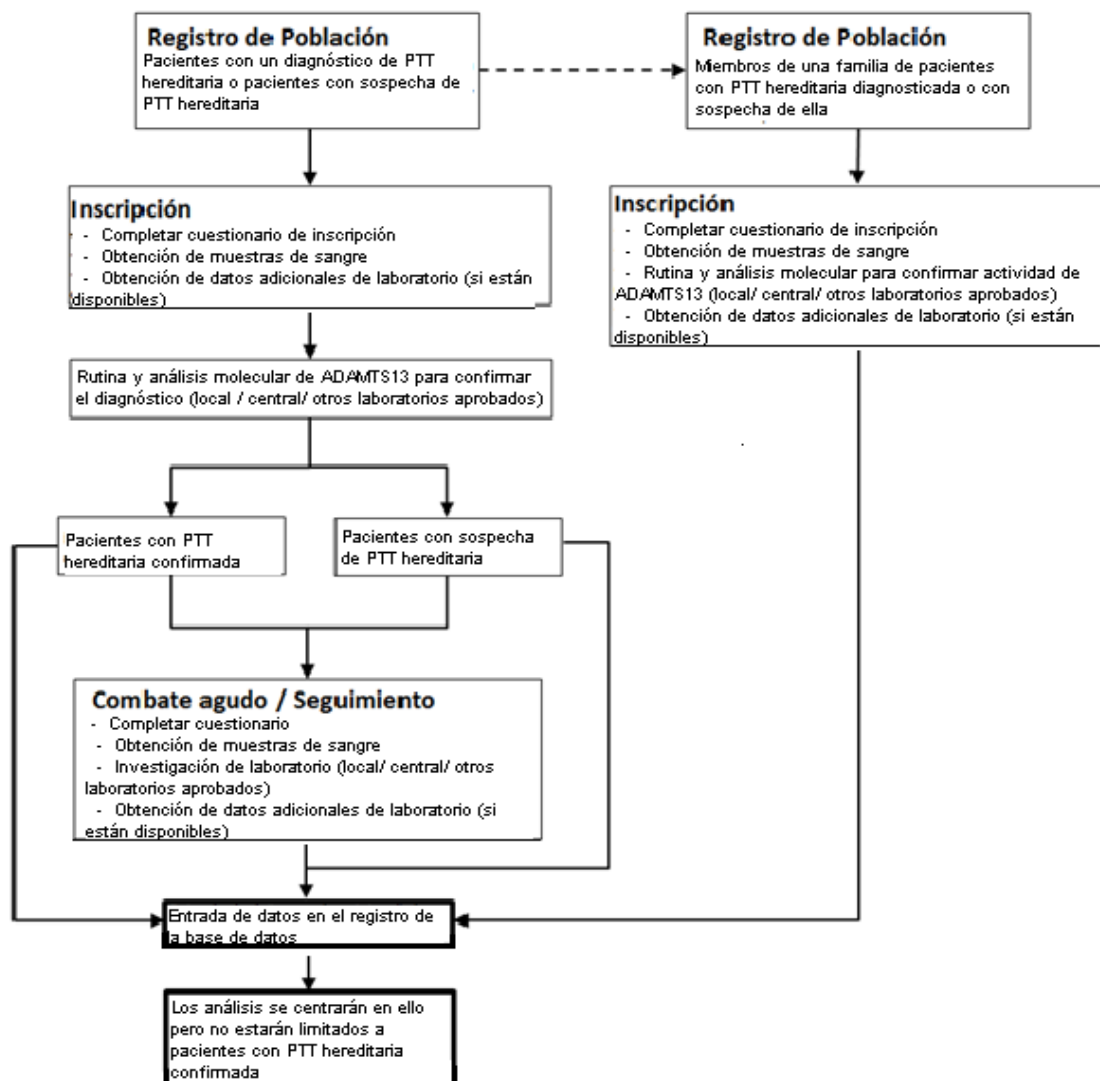 Registro de Población
Pacientes con un diagnóstico de PTT
hereditaria o pacientes con sospecha de
PTT hereditaria
Registro de Población
Miembros de una familia de pacientes
con PTT hereditaria diagnosticada o con
sospecha de ella
Inscripción
- Completar cuestionario de inscripción
- Obtención de muestras de sangre
- Obtención de datos adicionales de laboratorio (si están
disponibles)
Inscripción
- Completar cuestionario de inscripción
- Obtención de muestras de sangre
- Rutina y análisis molecular para confirmar actividad de
ADAMTS13 (local/ central/ otros laboratorios aprobados)
- Obtención de datos adicionales de laboratorio (si están
disponibles)
Rutina y análisis molecular de ADAMTS13 para confirmar
el diagnóstico (local / central/ otros laboratorios aprobados)
Pacientes con PTT
hereditaria confirmada
Pacientes con sospecha
de PTT hereditaria
Combate agudo / Seguimiento
- Completar cuestionario
- Obtención de muestras de sangre
- Investigación de laboratorio (local/ central/ otros
laboratorios aprobados)
- Obtención de datos adicionales de laboratorio (si
están disponibles)
Entrada de datos en el registro de
la base de datos
Los análisis se centrarán en ello
pero no estarán limitados a
pacientes con PTT hereditaria
confirmada